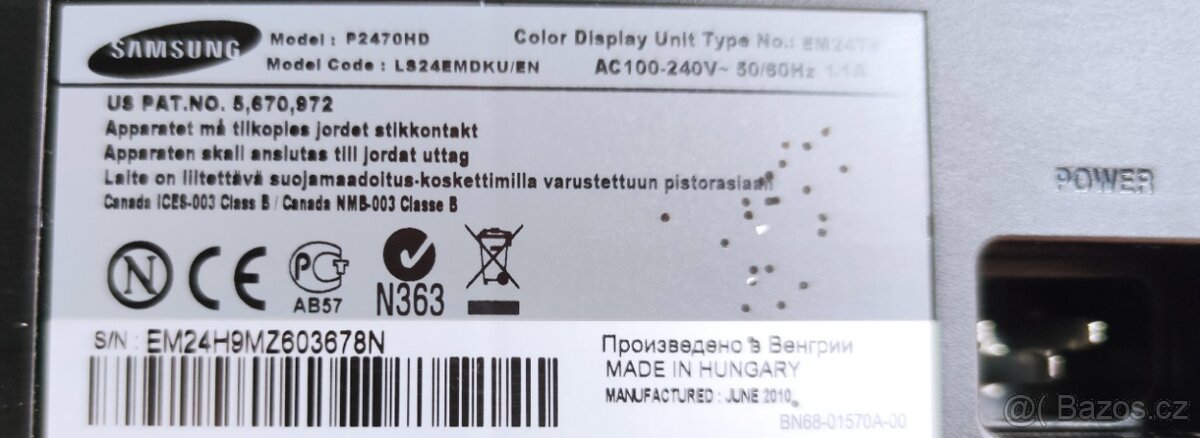 SAMSUNG
Model : P2470HD
Model Code : LS24EMDKU/EN
Color Display Unit Type No.: EM24
AC100-240V~ 50/60Hz 1.1A
US PAT.NO. 5,670,972
Apparatet må tilkoples jordet stikkontakt
Apparaten skall anslutas till jordat uttag
Laite on liitettävä suojamaadoitus-koskettimilla varustettuun pistorasiaan
Canada ICES-003 Class B / Canada NMB-003 Classe B
N CE PCT AB57 N363
S/N : EM24H9MZ603678N
Произведено в Венгрии
MADE IN HUNGARY
MANUFACTURED : JUNE 2010
BN68-01570A-00
POWER
@( Bazos.cz